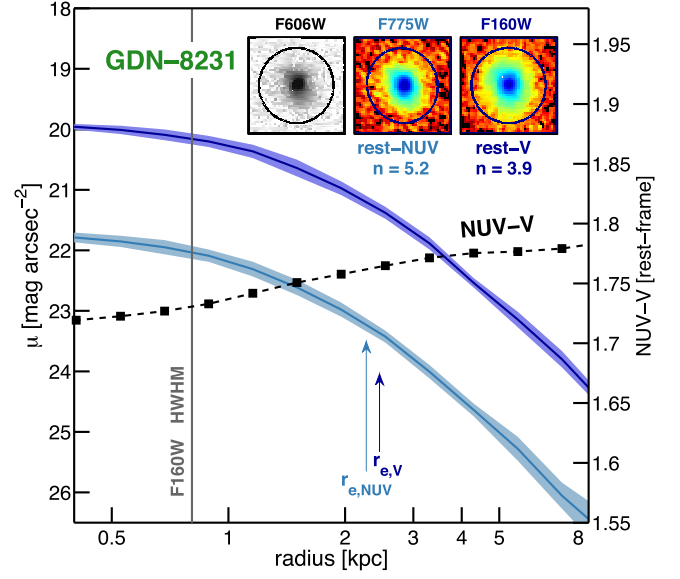 F606W F775W F160W
GDN−8231
rest−NUV
n = 5.2
rest−V
n = 3.9
NUV−V
F160W HWHM
r_e,V
r_e,NUV
μ [mag arcsec^−2]
18
19
20
21
22
23
24
25
26
NUV−V [rest−frame]
1.95
1.9
1.85
1.8
1.75
1.7
1.65
1.6
1.55
0.5 1 2 3 4 5 8
radius [kpc]